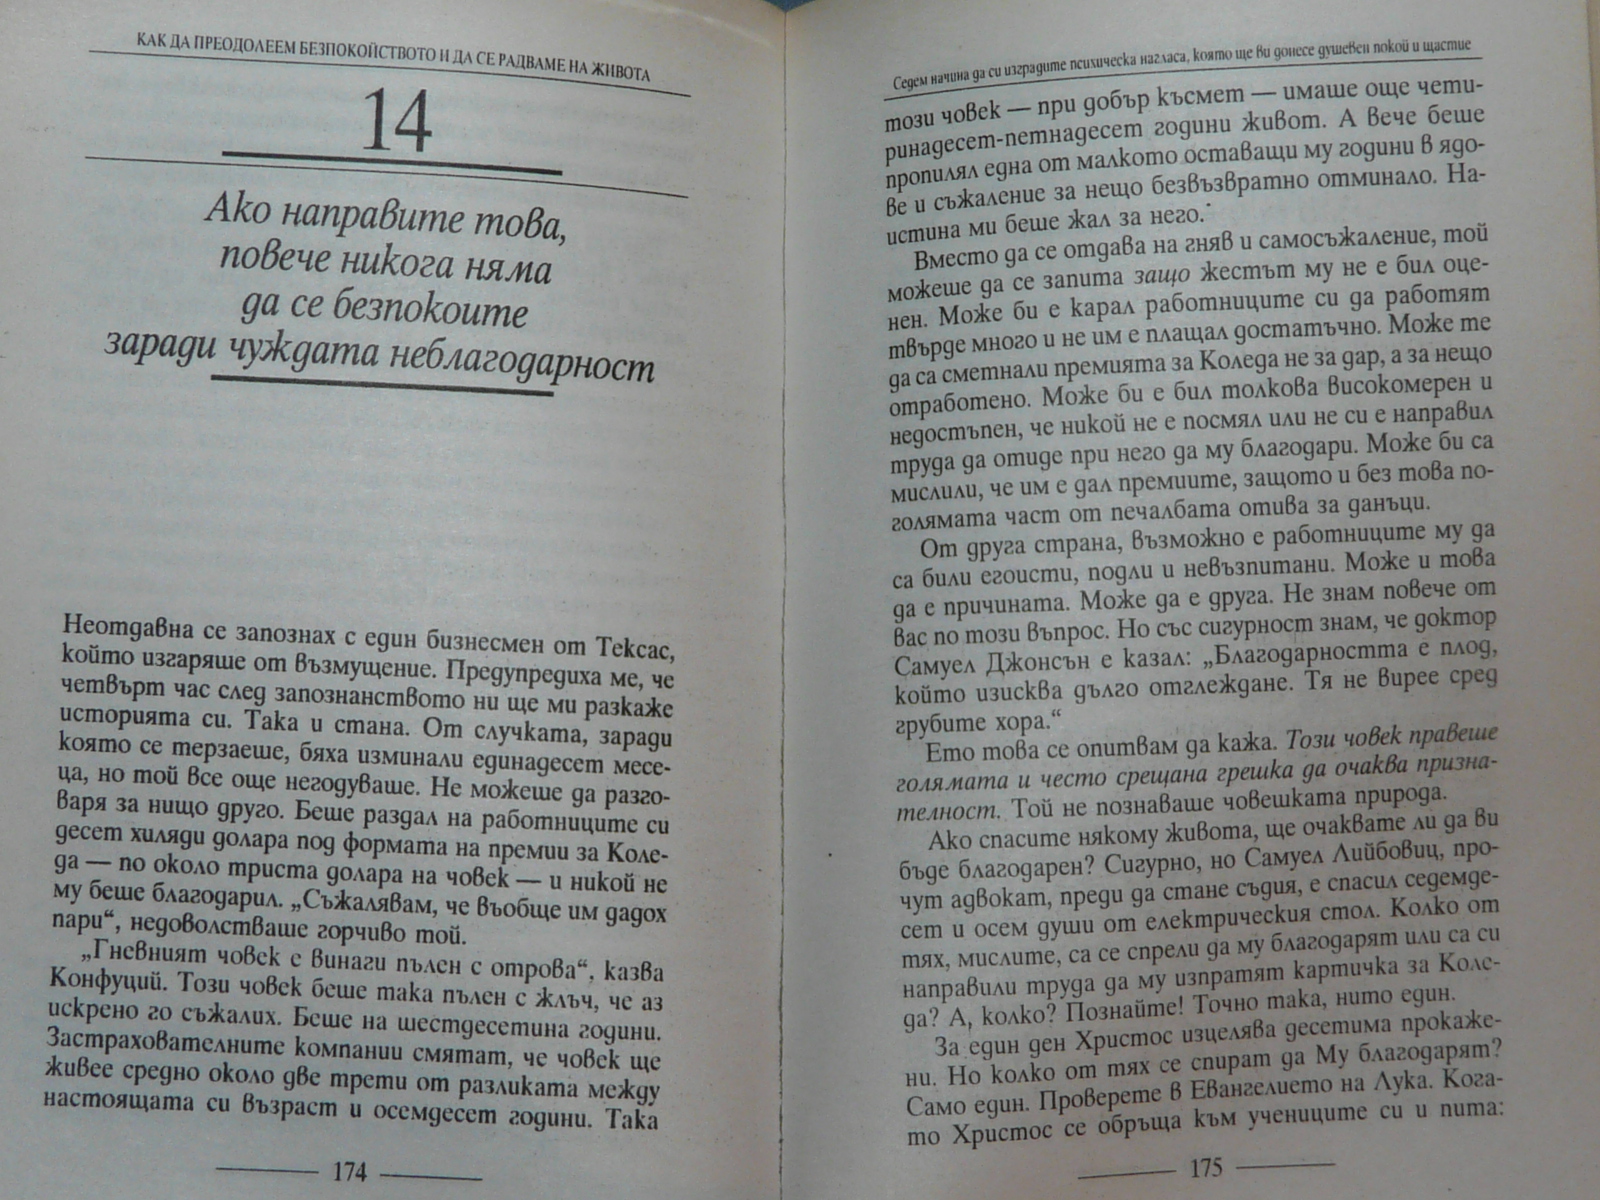 КАК ДА ПРЕОДОЛЕЕМ БЕЗПОКОЙСТВОТО И ДА СЕ РАДВАМЕ НА ЖИВОТА
14
Ако направите това,
повече никога няма
да се безпокоите
заради чуждата неблагодарност
Неотдавна се запознах с един бизнесмен от Тексас,
който изгаряше от възмущение. Предупредиха ме, че
четвърт час след запознанството ни ще ми разкаже
историята си. Така и стана. От случката, заради
която се терзаеше, бяха изминали единадесет месе-
ца, но той все още негодуваше. Не можеше да разго-
варя за нищо друго. Беше раздал на работниците си
десет хиляди долара под формата на премии за Коле-
да — по около триста долара на човек — и никой не
му беше благодарил. „Съжалявам, че въобще им дадох
пари“, недоволстваше горчиво той.
„Гневният човек е винаги пълен с отрова“, казва
Конфуций. Този човек беше така пълен с жлъч, че аз
искрено го съжалих. Беше на шестдесетина години.
Застрахователните компании смятат, че човек ще
живее средно около две трети от разликата между
настоящата си възраст и осемдесет години. Така
174
Седем начина да си изградите психическа нагласа, която ще ви донесе душевен покой и щастие
този човек — при добър късмет — имаше още чети-
ринадесет-петнадесет години живот. А вече беше
пропилял една от малкото оставащи му години в ядо-
ве и съжаление за нещо безвъзвратно отминало. На-
истина ми беше жал за него.
Вместо да се отдава на гняв и самосъжаление, той
можеше да се запита защо жестът му не е бил оце-
нен. Може би е карал работниците си да работят
твърде много и не им е плащал достатъчно. Може те
да са сметнали премията за Коледа не за дар, а за нещо
отработено. Може би е бил толкова високомерен и
недостъпен, че никой не е посмял или не си е направил
труда да отиде при него да му благодари. Може би са
мислили, че им е дал премиите, защото и без това по-
голямата част от печалбата отива за данъци.
От друга страна, възможно е работниците му да
са били егоисти, подли и невъзпитани. Може и това
да е причината. Може да е друга. Не знам повече от
вас по този въпрос. Но със сигурност знам, че доктор
Самуел Джонсън е казал: „Благодарността е плод,
който изисква дълго отглеждане. Тя не вирее сред
грубите хора.“
Ето това се опитвам да кажа. Този човек правеше
голямата и често срещана грешка да очаква призна-
телност. Той не познаваше човешката природа.
Ако спасите някому живота, ще очаквате ли да ви
бъде благодарен? Сигурно, но Самуел Лийбовиц, про-
чут адвокат, преди да стане съдия, е спасил седемде-
сет и осем души от електрическия стол. Колко от
тях, мислите, са се спрели да му благодарят или са си
направили труда да му изпратят картичка за Коле-
да? А, колко? Познайте! Точно така, нито един.
За един ден Христос изцелява десетима прокаже-
ни. Но колко от тях се спират да Му благодарят?
Само един. Проверете в Евангелието на Лука. Кога-
то Христос се обръща към учениците си и пита:
175